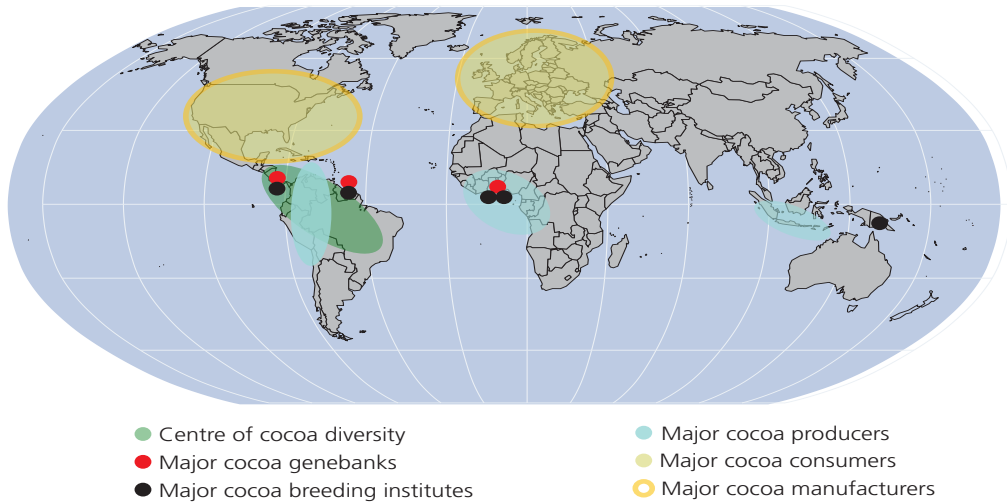 Centre of cocoa diversity
Major cocoa genebanks
Major cocoa breeding institutes
Major cocoa producers
Major cocoa consumers
Major cocoa manufacturers